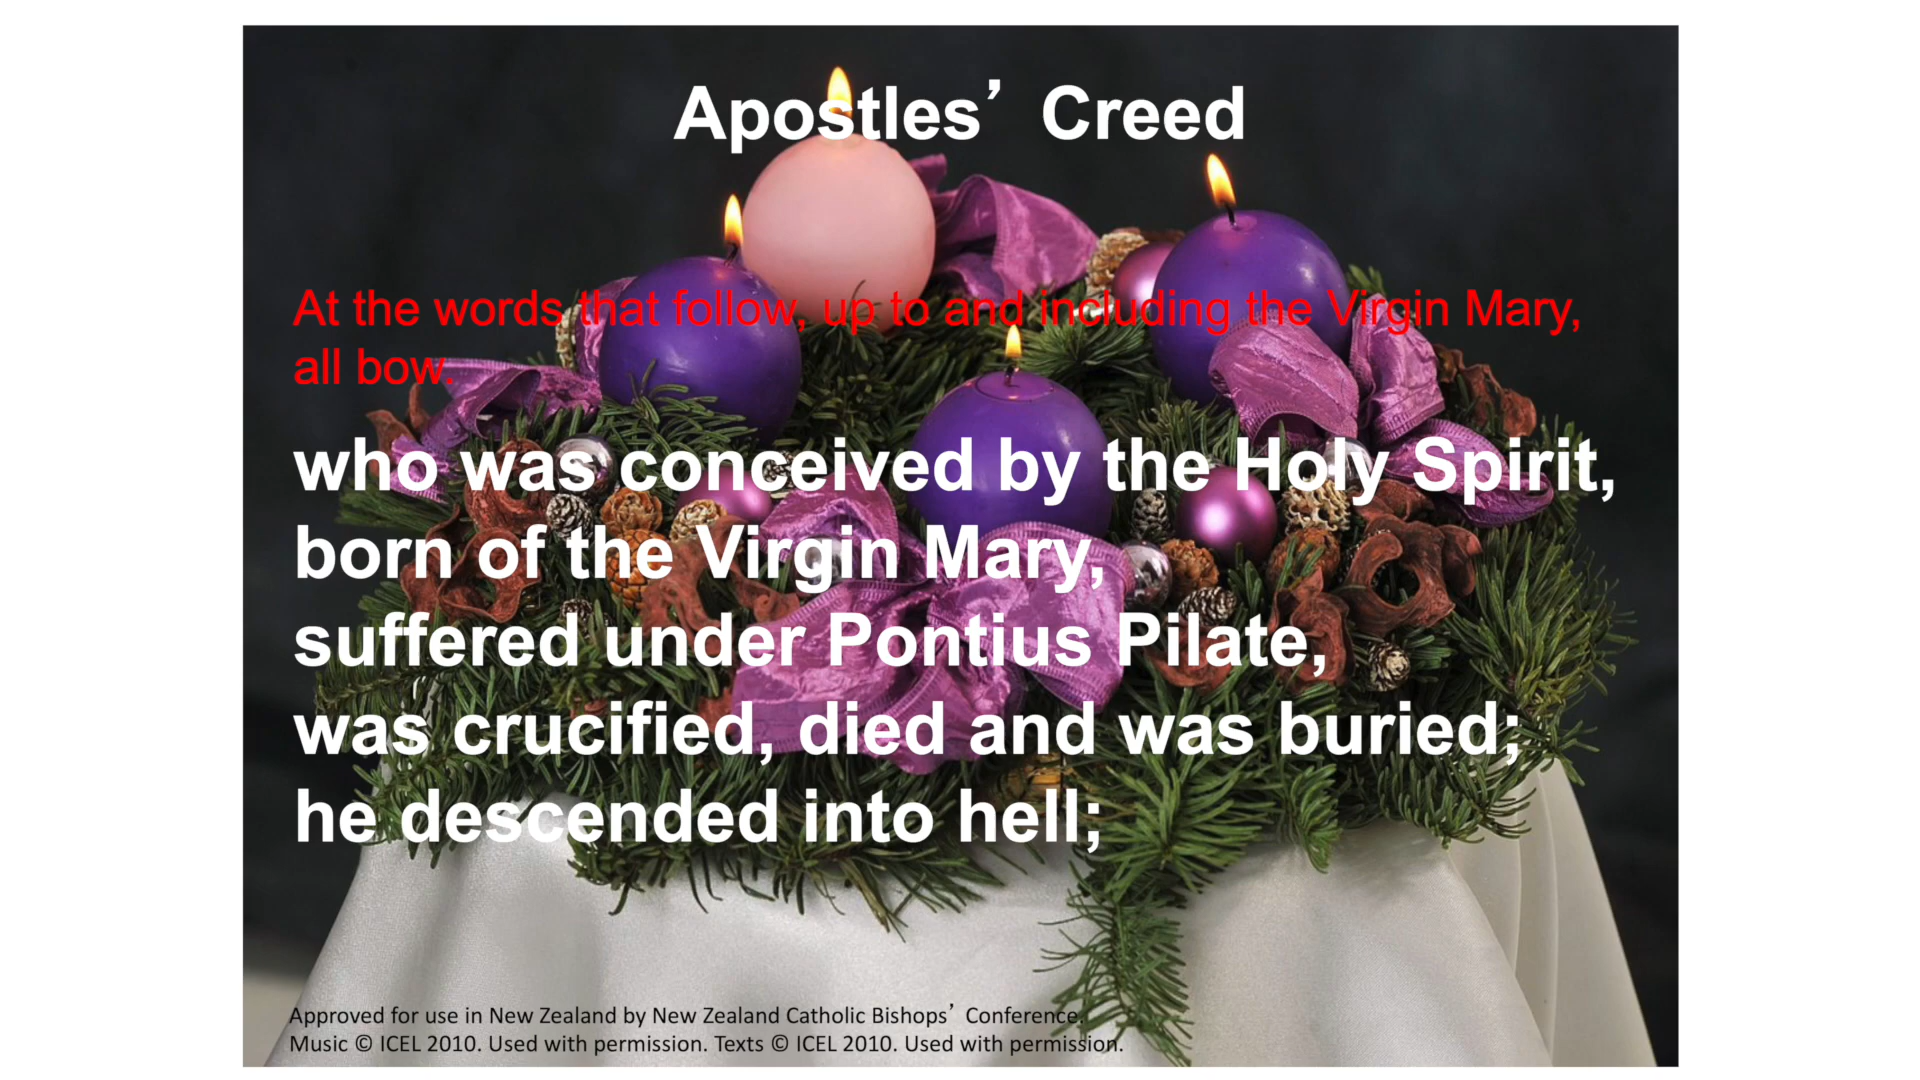 Apostles’ Creed
At the words that follow, up to and including the Virgin Mary,
all bow.
who was conceived by the Holy Spirit,
born of the Virgin Mary,
suffered under Pontius Pilate,
was crucified, died and was buried;
he descended into hell;
Approved for use in New Zealand by New Zealand Catholic Bishops’ Conference.
Music © ICEL 2010. Used with permission. Texts © ICEL 2010. Used with permission.